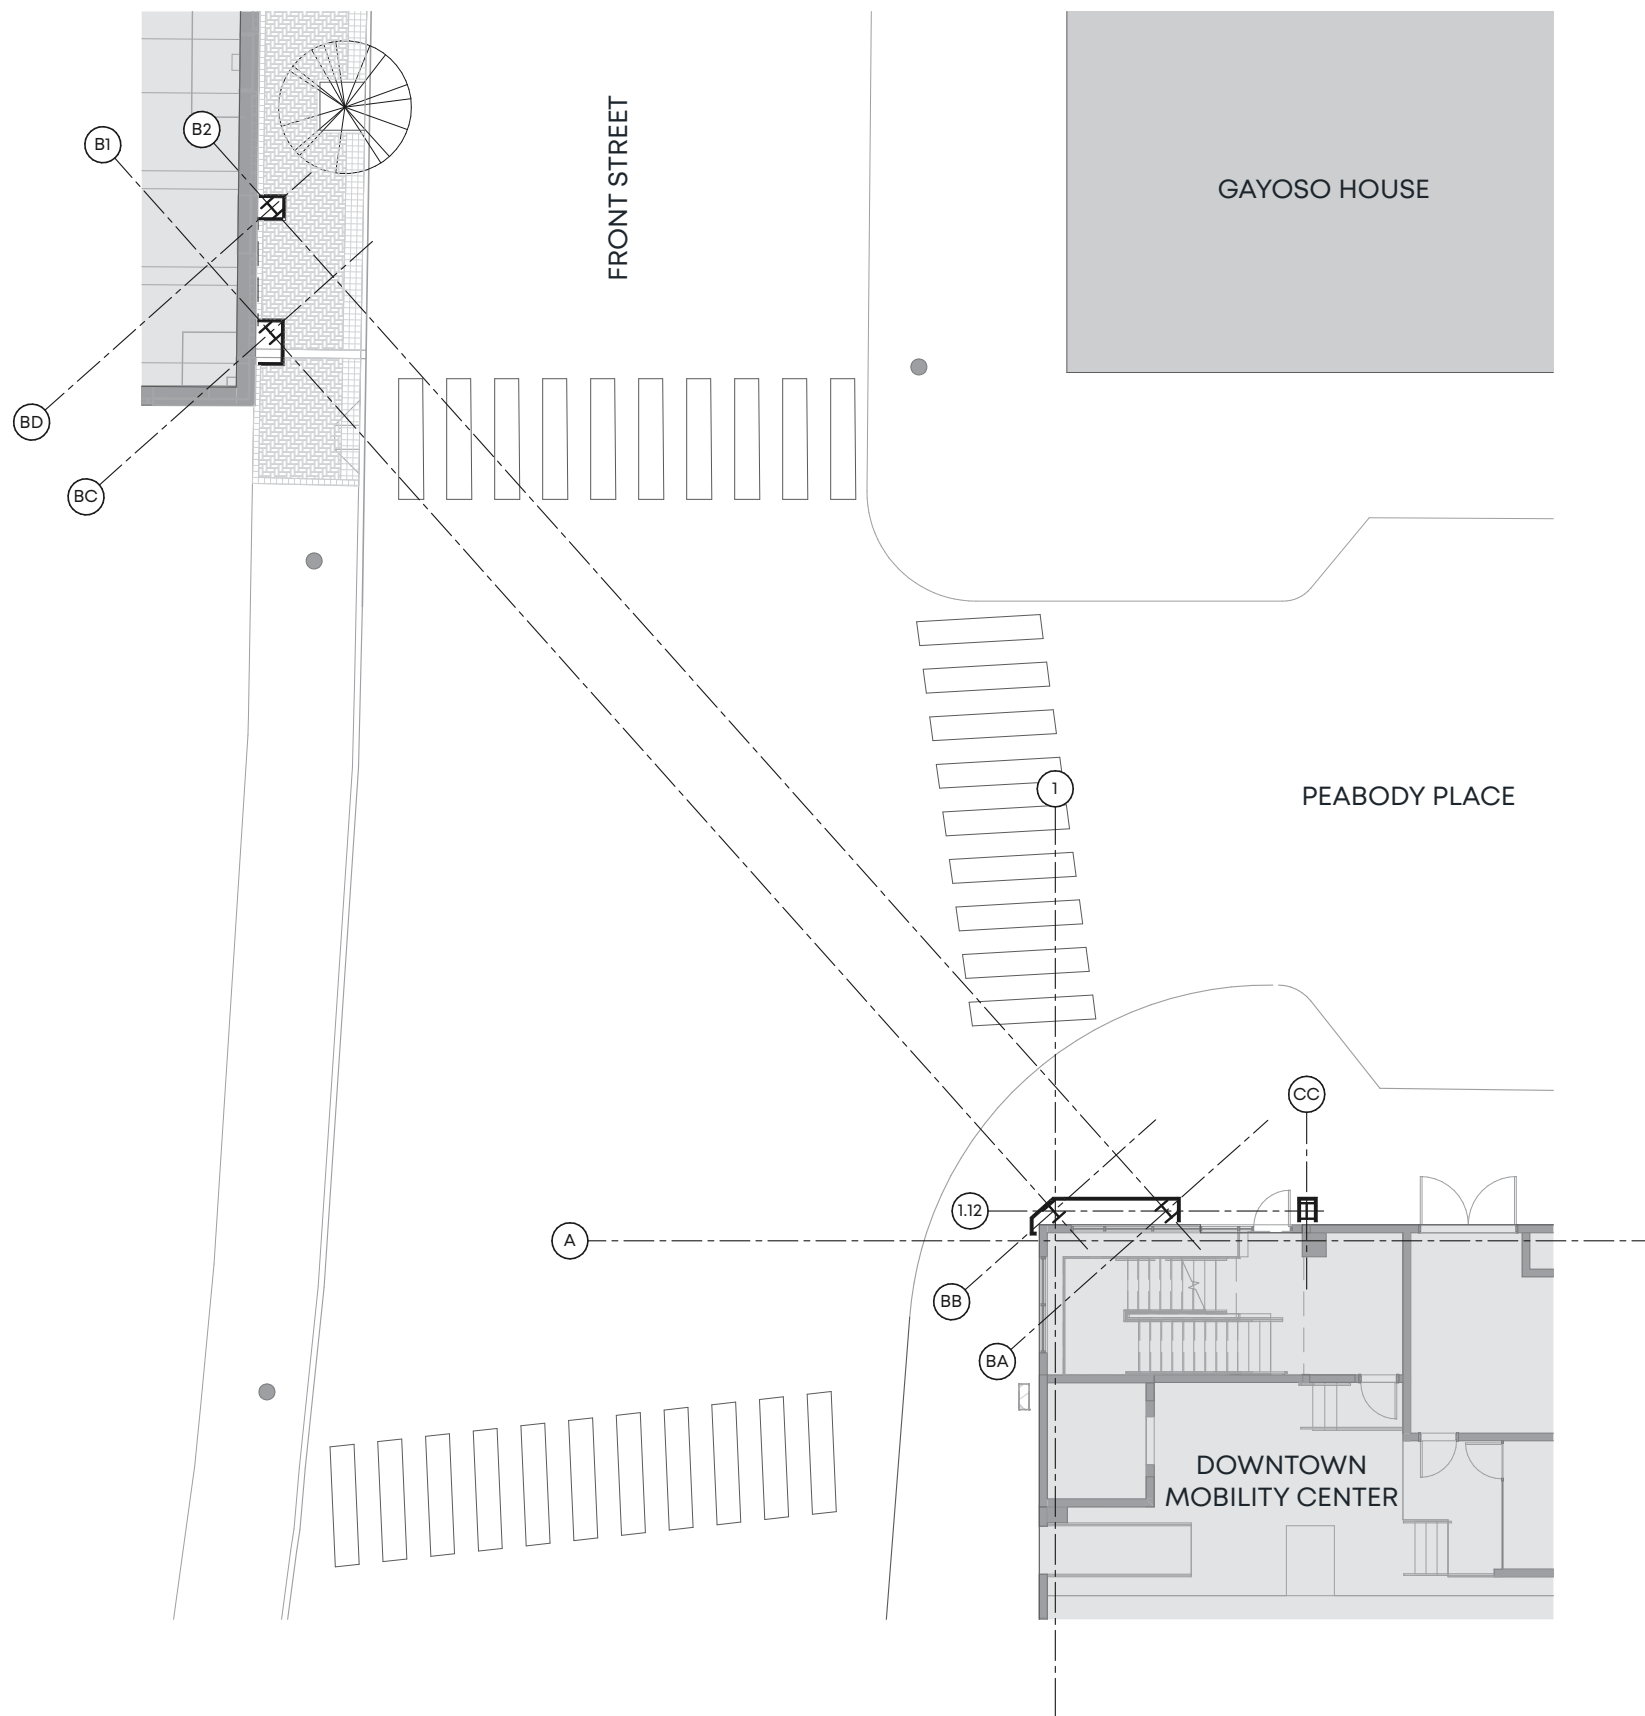 B1
B2
FRONT STREET
GAYOSO HOUSE
BD
BC
1
PEABODY PLACE
CC
1.12
A
BB
BA
DOWNTOWN
MOBILITY CENTER